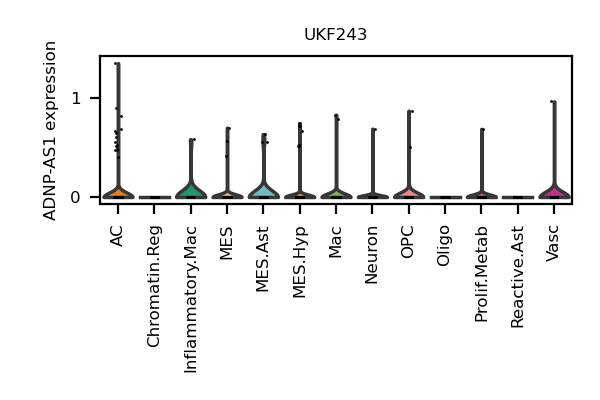 UKF243
ADNP-AS1 expression
1
0
AC
Chromatin.Reg
Inflammatory.Mac
MES
MES.Ast
MES.Hyp
Mac
Neuron
OPC
Oligo
Prolif.Metab
Reactive.Ast
Vasc